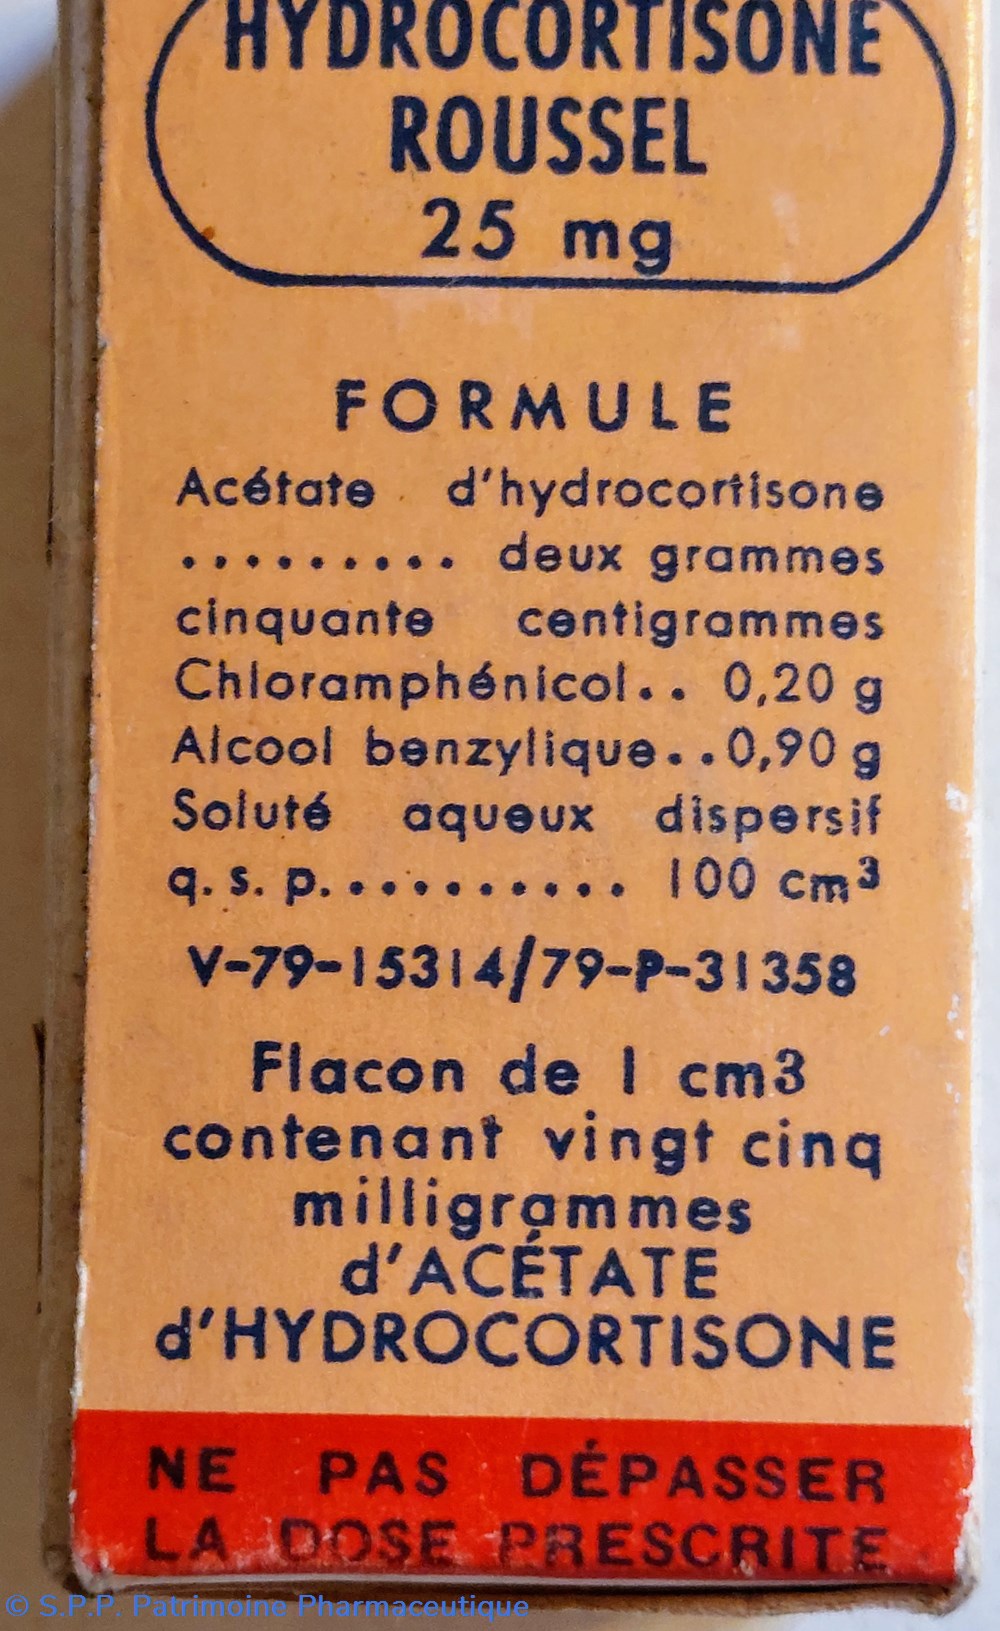 HYDROCORTISONE
ROUSSEL
25 mg
FORMULE
Acétate d'hydrocortisone
......... deux grammes
cinquante centigrammes
Chloramphénicol.. 0,20 g
Alcool benzylique..0,90 g
Soluté aqueux dispersif
q. s. p........... 100 cm³
V-79-15314/79-P-31358
Flacon de 1 cm3
contenant vingt cinq
milligrammes
d'ACÉTATE
d'HYDROCORTISONE
NE PAS DÉPASSER
LA DOSE PRESCRITE
© S.P.P. Patrimoine Pharmaceutique